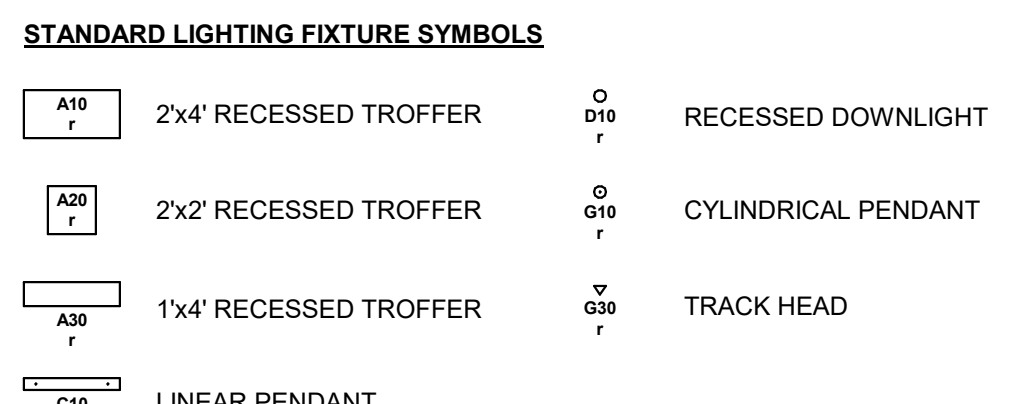 STANDARD LIGHTING FIXTURE SYMBOLS
A10
r
2'x4' RECESSED TROFFER
D10
r
RECESSED DOWNLIGHT
A20
r
2'x2' RECESSED TROFFER
G10
r
CYLINDRICAL PENDANT
A30
r
1'x4' RECESSED TROFFER
G30
r
TRACK HEAD
LINEAR PENDANT